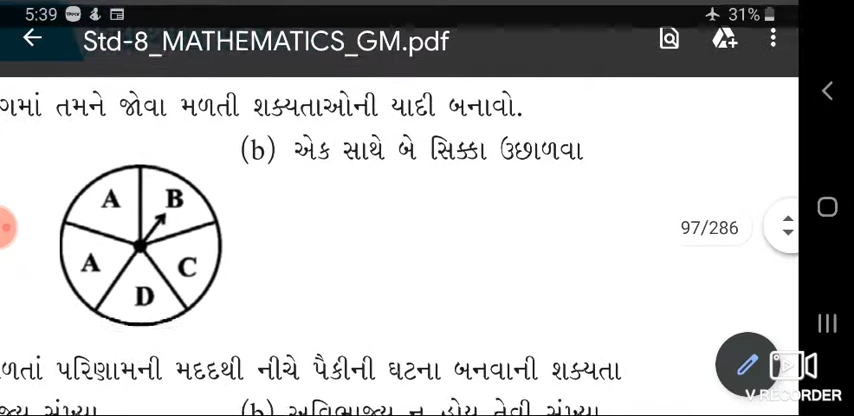 5:39
31%
Std-8_MATHEMATICS_GM.pdf
ગમાં તમને જોવા મળતી શક્યતાઓની યાદી બનાવો.
(b) એક સાથે બે સિક્કા ઉછાળવા
A
B
A
C
D
97/286
ળતાં પરિણામની મદદથી નીચે પૈકીની ઘટના બનવાની શક્યતા
V RECORDER
જ્ય સંખ્યા
(b) અવિભાજ્ય ન હોય તેવી સંખ્યા